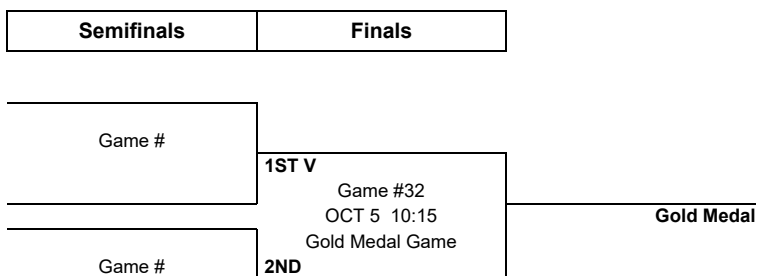 Semifinals Finals
Game #
1ST V
Game #32
OCT 5 10:15
Gold Medal
Gold Medal Game
Game #
2ND